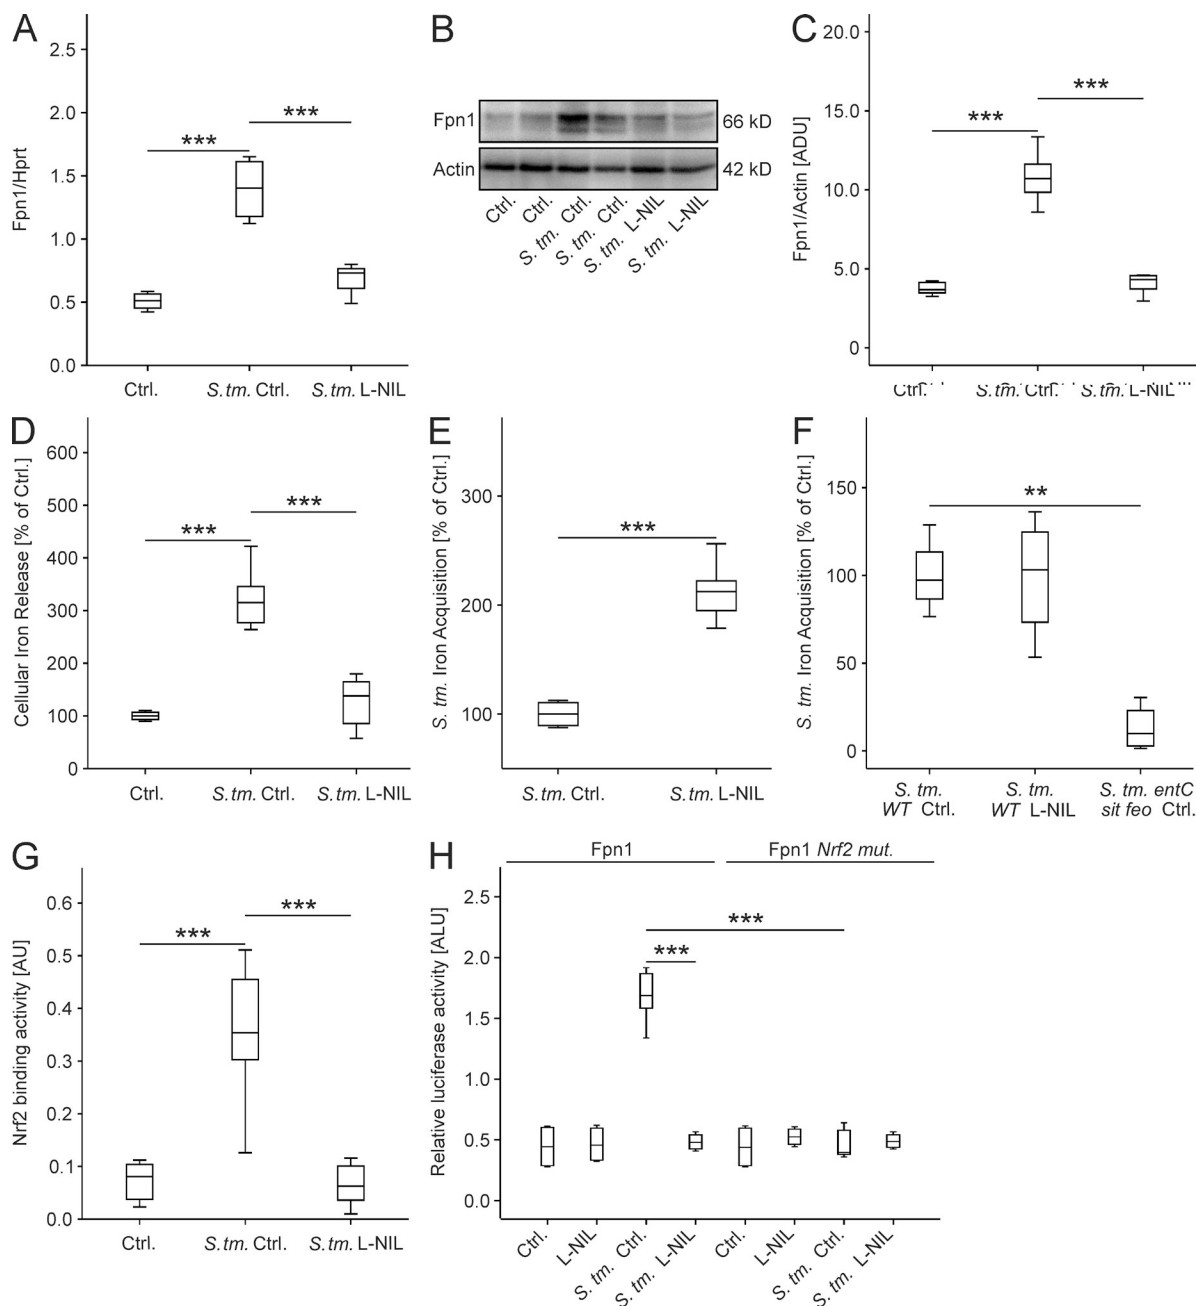 A
2.5
2.0
1.5
1.0
0.5
0.0
Fpn1/Hprt
***
***
Ctrl.
S.tm. Ctrl.
S.tm. L-NIL
B
Fpn1
66 kD
Actin
42 kD
Ctrl.
Ctrl.
S. tm. Ctrl.
S. tm. Ctrl.
S. tm. L-NIL
S. tm. L-NIL
C
20.0
15.0
10.0
5.0
0
Fpn1/Actin [ADU]
***
***
Ctrl.
S.tm. Ctrl.
S.tm. L-NIL
D
600
500
400
300
200
100
0
Cellular Iron Release [% of Ctrl.]
***
***
Ctrl.
S.tm. Ctrl.
S.tm. L-NIL
E
300
200
100
S. tm. Iron Acquisition [% of Ctrl.]
***
S.tm. Ctrl.
S.tm. L-NIL
F
150
100
50
0
S. tm. Iron Acquisition [% of Ctrl.]
**
S. tm.
WT Ctrl.
S. tm.
WT L-NIL
S. tm. entC
sit feo Ctrl.
G
0.6
0.5
0.4
0.3
0.2
0.1
0.0
Nrf2 binding activity [AU]
***
***
Ctrl.
S.tm. Ctrl.
S.tm. L-NIL
H
Fpn1
Fpn1 Nrf2 mut.
2.5
2.0
1.5
1.0
0.5
0.0
Relative luciferase activity [ALU]
***
***
Ctrl.
L-NIL
S. tm. Ctrl.
S. tm. L-NIL
Ctrl.
L-NIL
S. tm. Ctrl.
S. tm. L-NIL